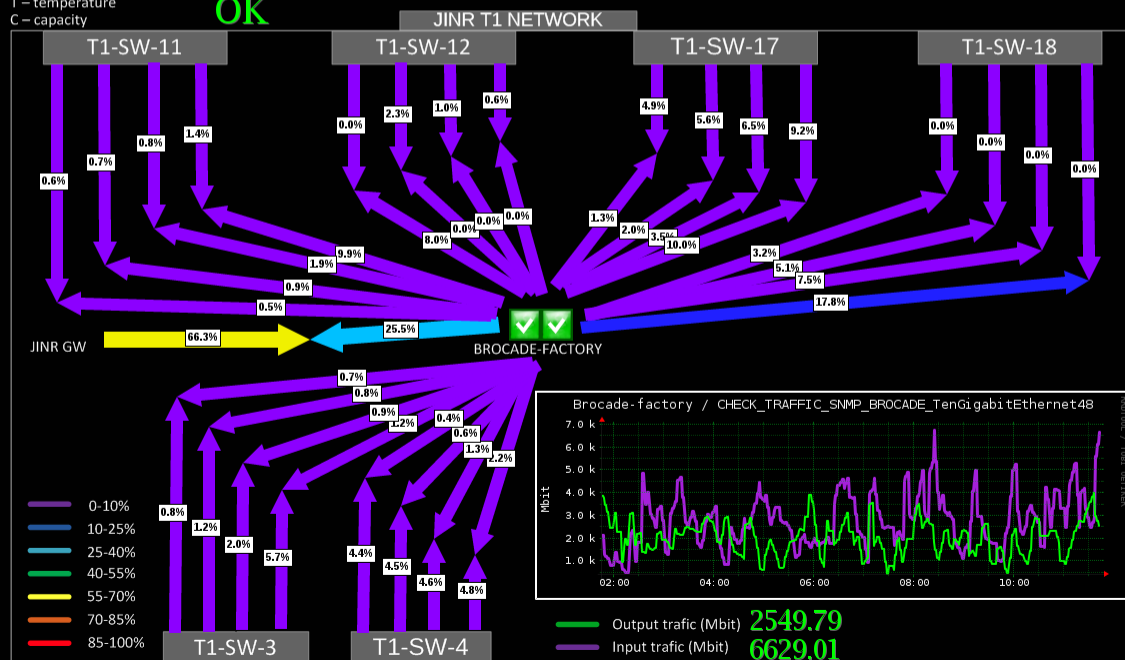 T – temperature
C – capacity
OK
JINR T1 NETWORK
T1-SW-11
T1-SW-12
T1-SW-17
T1-SW-18
0.6%
0.7%
0.8%
1.4%
0.0%
2.3%
1.0%
0.6%
4.9%
5.6%
6.5%
9.2%
0.0%
0.0%
0.0%
0.0%
0.5%
0.9%
1.9%
9.9%
8.0%
0.0%
0.0%
0.0%
1.3%
2.0%
3.5%
10.0%
3.2%
5.1%
7.5%
17.8%
JINR GW
66.3%
25.5%
BROCADE-FACTORY
0.7%
0.8%
0.9%
1.2%
0.4%
0.6%
1.3%
2.2%
0.8%
1.2%
2.0%
5.7%
4.4%
4.5%
4.6%
4.8%
T1-SW-3
T1-SW-4
0-10%
10-25%
25-40%
40-55%
55-70%
70-85%
85-100%
Brocade-factory / CHECK_TRAFFIC_SNMP_BROCADE_TenGigabitEthernet48
Mbit
7.0 k
6.0 k
5.0 k
4.0 k
3.0 k
2.0 k
1.0 k
02:00 04:00 06:00 08:00 10:00
Output trafic (Mbit) 2549.79
Input trafic (Mbit) 6629.01